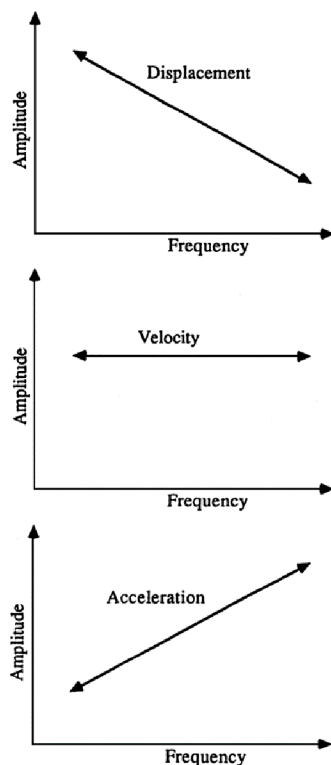 Displacement
Amplitude
Frequency
Velocity
Amplitude
Frequency
Acceleration
Amplitude
Frequency